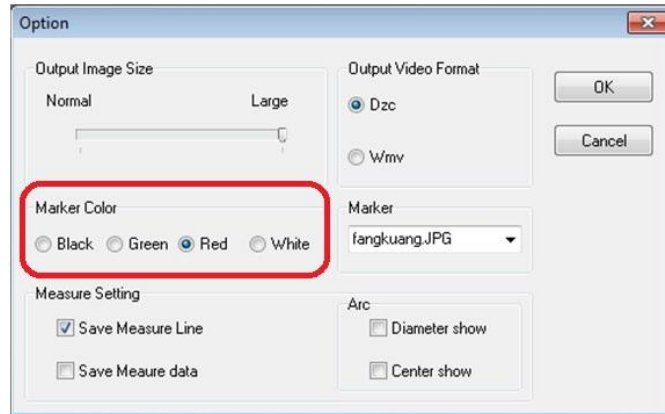 Option
Output Image Size
Normal Large
Output Video Format
Dzc
Wmv
OK
Cancel
Marker Color
Black Green Red White
Marker
fangkuang.JPG
Measure Setting
Save Measure Line
Save Meaure data
Arc
Diameter show
Center show